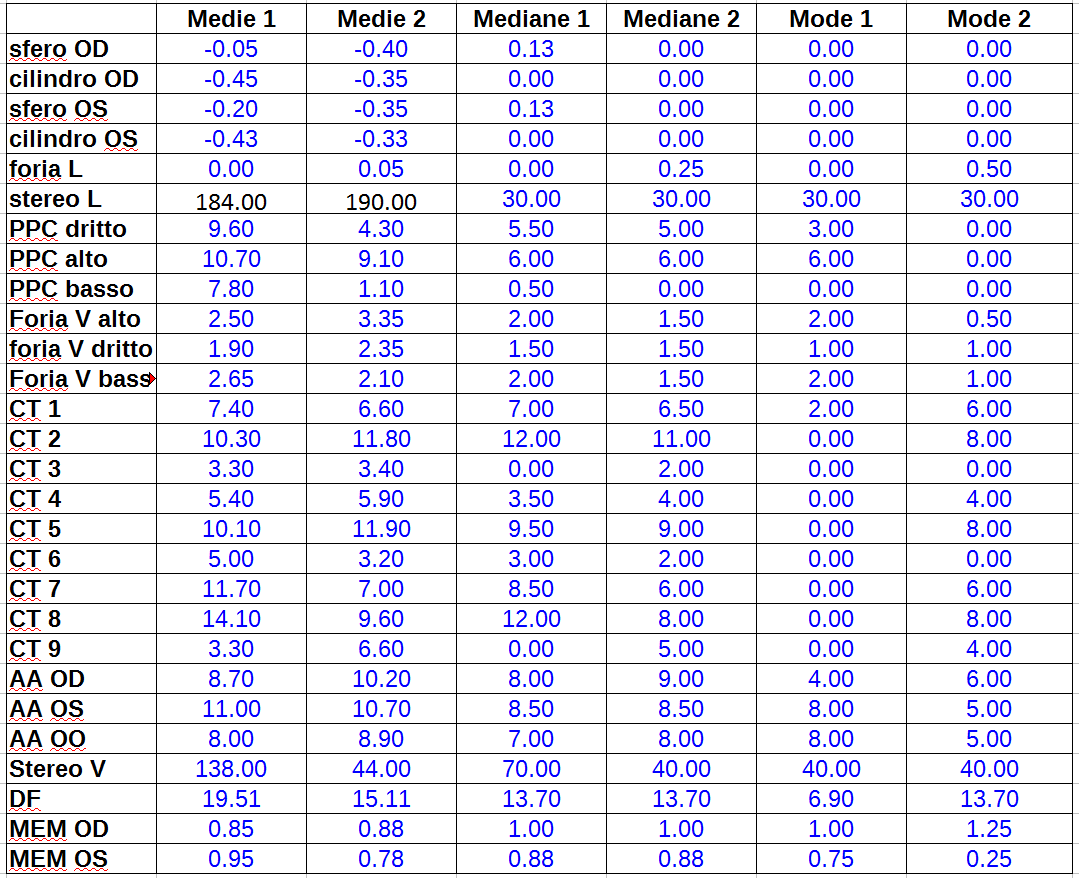 Medie 1 Medie 2 Mediane 1 Mediane 2 Mode 1 Mode 2
sfero OD -0.05 -0.40 0.13 0.00 0.00 0.00
cilindro OD -0.45 -0.35 0.00 0.00 0.00 0.00
sfero OS -0.20 -0.35 0.13 0.00 0.00 0.00
cilindro OS -0.43 -0.33 0.00 0.00 0.00 0.00
foria L 0.00 0.05 0.00 0.25 0.00 0.50
stereo L 184.00 190.00 30.00 30.00 30.00 30.00
PPC dritto 9.60 4.30 5.50 5.00 3.00 0.00
PPC alto 10.70 9.10 6.00 6.00 6.00 0.00
PPC basso 7.80 1.10 0.50 0.00 0.00 0.00
Foria V alto 2.50 3.35 2.00 1.50 2.00 0.50
foria V dritto 1.90 2.35 1.50 1.50 1.00 1.00
Foria V bass 2.65 2.10 2.00 1.50 2.00 1.00
CT 1 7.40 6.60 7.00 6.50 2.00 6.00
CT 2 10.30 11.80 12.00 11.00 0.00 8.00
CT 3 3.30 3.40 0.00 2.00 0.00 0.00
CT 4 5.40 5.90 3.50 4.00 0.00 4.00
CT 5 10.10 11.90 9.50 9.00 0.00 8.00
CT 6 5.00 3.20 3.00 2.00 0.00 0.00
CT 7 11.70 7.00 8.50 6.00 0.00 6.00
CT 8 14.10 9.60 12.00 8.00 0.00 8.00
CT 9 3.30 6.60 0.00 5.00 0.00 4.00
AA OD 8.70 10.20 8.00 9.00 4.00 6.00
AA OS 11.00 10.70 8.50 8.50 8.00 5.00
AA OO 8.00 8.90 7.00 8.00 8.00 5.00
Stereo V 138.00 44.00 70.00 40.00 40.00 40.00
DF 19.51 15.11 13.70 13.70 6.90 13.70
MEM OD 0.85 0.88 1.00 1.00 1.00 1.25
MEM OS 0.95 0.78 0.88 0.88 0.75 0.25